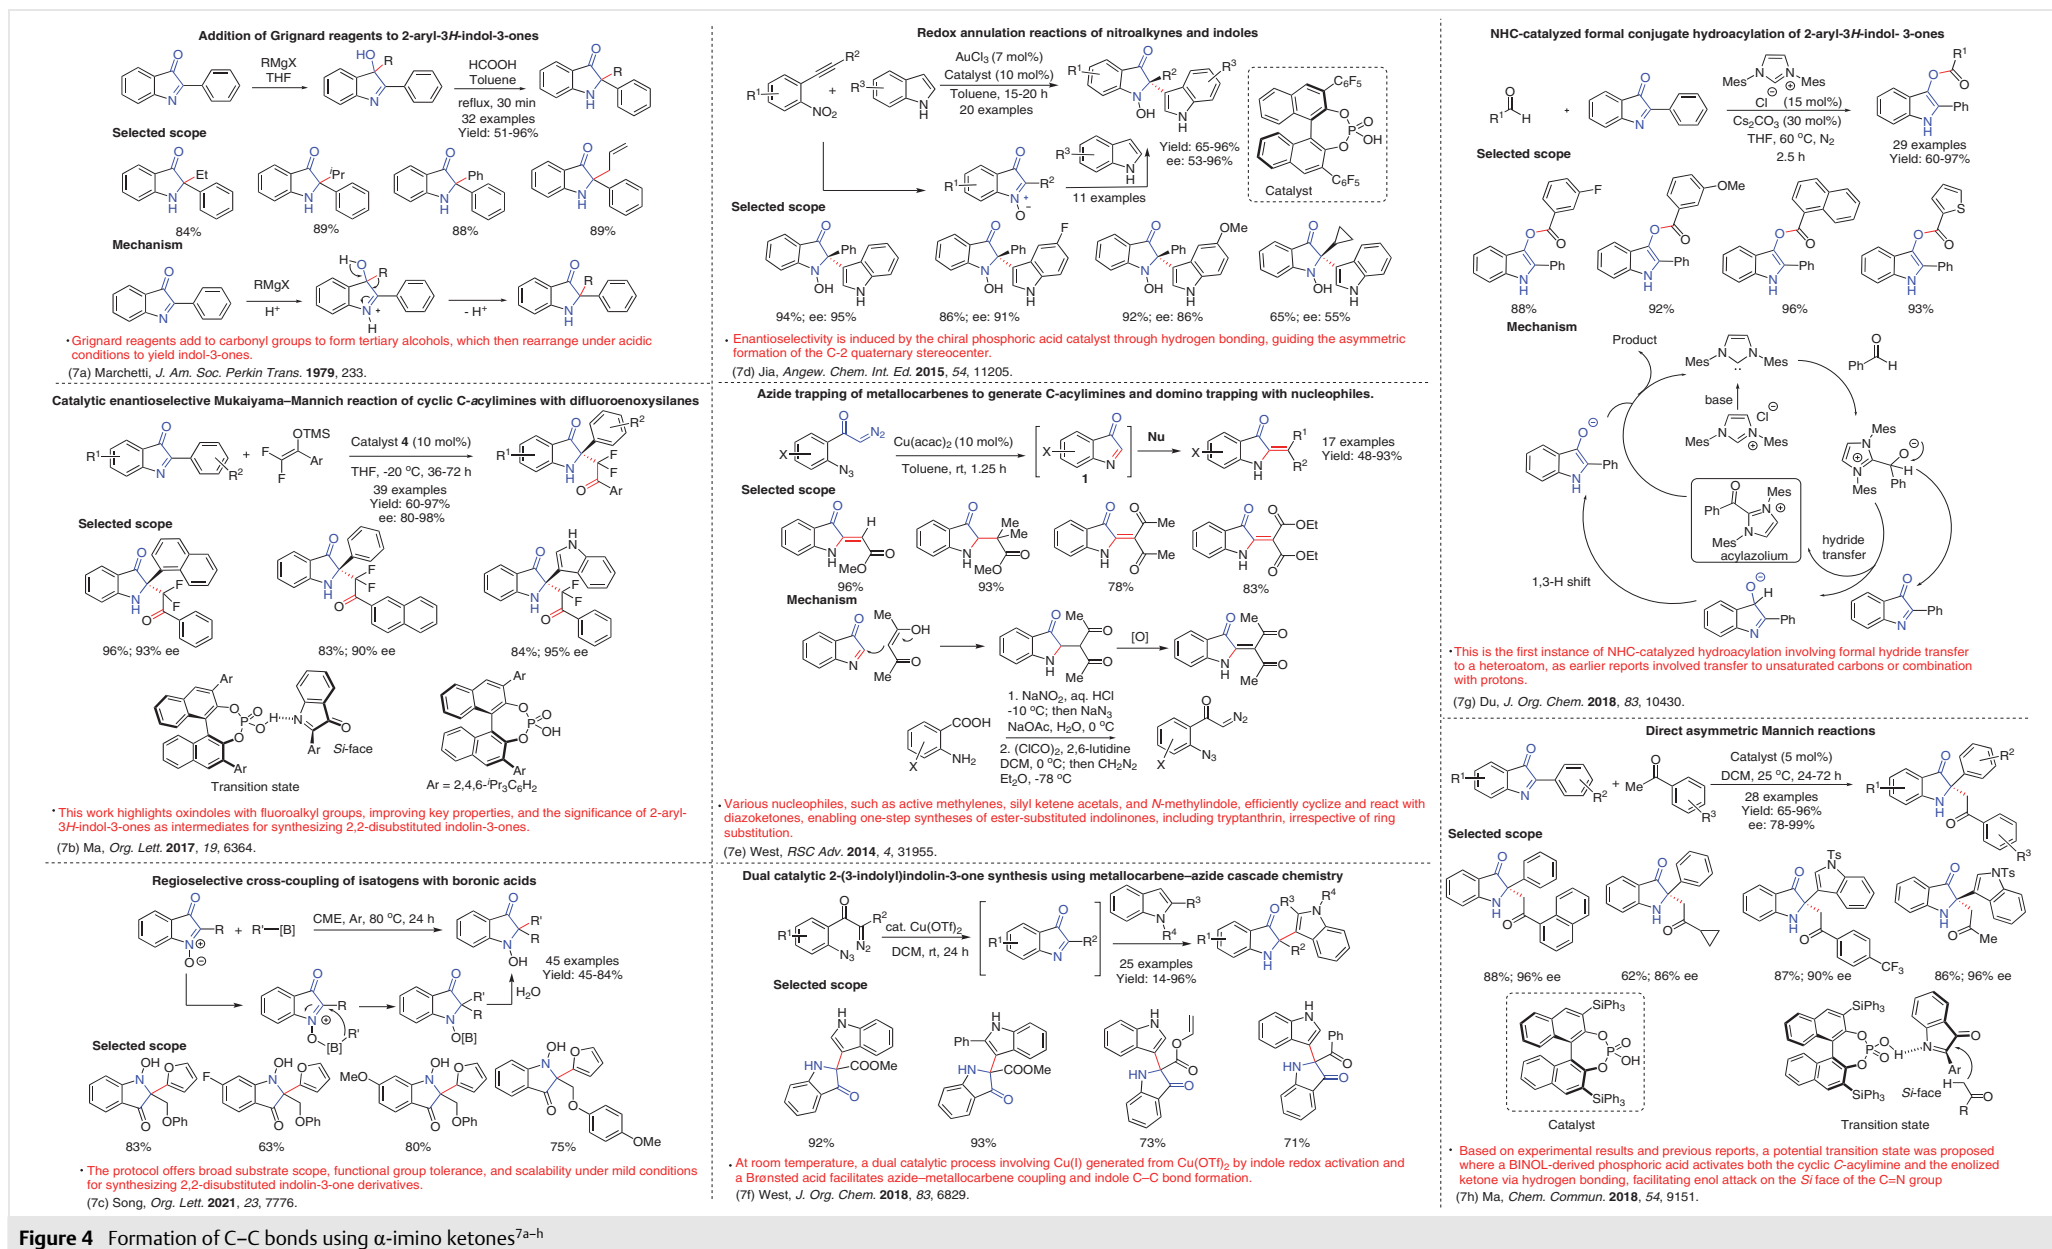 Addition of Grignard reagents to 2-aryl-3H-indol-3-ones
RMgX
THF
HCOOH
Toluene
reflux, 30 min
32 examples
Yield: 51-96%
Selected scope
84%
89%
88%
89%
Mechanism
RMgX
H+
- H+
· Grignard reagents add to carbonyl groups to form tertiary alcohols, which then rearrange under acidic
conditions to yield indol-3-ones.
(7a) Marchetti, J. Am. Soc. Perkin Trans. 1979, 233.
Catalytic enantioselective Mukaiyama–Mannich reaction of cyclic C-acylimines with difluoroenoxysilanes
OTMS
Catalyst 4 (10 mol%)
THF, -20 °C, 36-72 h
39 examples
Yield: 60-97%
ee: 80-98%
Selected scope
96%; 93% ee
83%; 90% ee
84%; 95% ee
Si-face
Transition state
Ar = 2,4,6-iPr3C6H2
· This work highlights oxindoles with fluoroalkyl groups, improving key properties, and the significance of 2-aryl-
3H-indol-3-ones as intermediates for synthesizing 2,2-disubstituted indolin-3-ones.
(7b) Ma, Org. Lett. 2017, 19, 6364.
Regioselective cross-coupling of isatogens with boronic acids
R'–[B]
CME, Ar, 80 °C, 24 h
45 examples
Yield: 45-84%
H2O
O[B]
Selected scope
83%
63%
80%
75%
· The protocol offers broad substrate scope, functional group tolerance, and scalability under mild conditions
for synthesizing 2,2-disubstituted indolin-3-one derivatives.
(7c) Song, Org. Lett. 2021, 23, 7776.
Redox annulation reactions of nitroalkynes and indoles
AuCl3 (7 mol%)
Catalyst (10 mol%)
Toluene, 15-20 h
20 examples
11 examples
Yield: 65-96%
ee: 53-96%
C6F5
C6F5
Catalyst
Selected scope
94%; ee: 95%
86%; ee: 91%
92%; ee: 86%
65%; ee: 55%
· Enantioselectivity is induced by the chiral phosphoric acid catalyst through hydrogen bonding, guiding the asymmetric
formation of the C-2 quaternary stereocenter.
(7d) Jia, Angew. Chem. Int. Ed. 2015, 54, 11205.
Azide trapping of metallocarbenes to generate C-acylimines and domino trapping with nucleophiles.
Cu(acac)2 (10 mol%)
Toluene, rt, 1.25 h
1
Nu
17 examples
Yield: 48-93%
Selected scope
96%
93%
78%
83%
Mechanism
[O]
1. NaNO2, aq. HCl
-10 °C; then NaN3
NaOAc, H2O, 0 °C
2. (ClCO)2, 2,6-lutidine
DCM, 0 °C; then CH2N2
Et2O, -78 °C
COOH
NH2
· Various nucleophiles, such as active methylenes, silyl ketene acetals, and N-methylindole, efficiently cyclize and react with
diazoketones, enabling one-step syntheses of ester-substituted indolinones, including tryptanthrin, irrespective of ring
substitution.
(7e) West, RSC Adv. 2014, 4, 31955.
Dual catalytic 2-(3-indolyl)indolin-3-one synthesis using metallocarbene–azide cascade chemistry
cat. Cu(OTf)2
DCM, rt, 24 h
25 examples
Yield: 14-96%
Selected scope
COOMe
COOMe
92%
93%
73%
71%
· At room temperature, a dual catalytic process involving Cu(I) generated from Cu(OTf)2 by indole redox activation and
a Brønsted acid facilitates azide–metallocarbene coupling and indole C–C bond formation.
(7f) West, J. Org. Chem. 2018, 83, 6829.
NHC-catalyzed formal conjugate hydroacylation of 2-aryl-3H-indol- 3-ones
Cl⊖ (15 mol%)
Cs2CO3 (30 mol%)
THF, 60 °C, N2
2.5 h
29 examples
Yield: 60-97%
Selected scope
88%
92%
96%
93%
Mechanism
Product
base
acylazolium
hydride
transfer
1,3-H shift
· This is the first instance of NHC-catalyzed hydroacylation involving formal hydride transfer
to a heteroatom, as earlier reports involved transfer to unsaturated carbons or combination
with protons.
(7g) Du, J. Org. Chem. 2018, 83, 10430.
Direct asymmetric Mannich reactions
Catalyst (5 mol%)
DCM, 25 °C, 24-72 h
28 examples
Yield: 65-96%
ee: 78-99%
Selected scope
88%; 96% ee
62%; 86% ee
87%; 90% ee
86%; 96% ee
SiPh3
SiPh3
Catalyst
SiPh3
SiPh3
Si-face
Transition state
· Based on experimental results and previous reports, a potential transition state was proposed
where a BINOL-derived phosphoric acid activates both the cyclic C-acylimine and the enolized
ketone via hydrogen bonding, facilitating enol attack on the Si face of the C=N group
(7h) Ma, Chem. Commun. 2018, 54, 9151.
Figure 4 Formation of C–C bonds using α-imino ketones7a–h